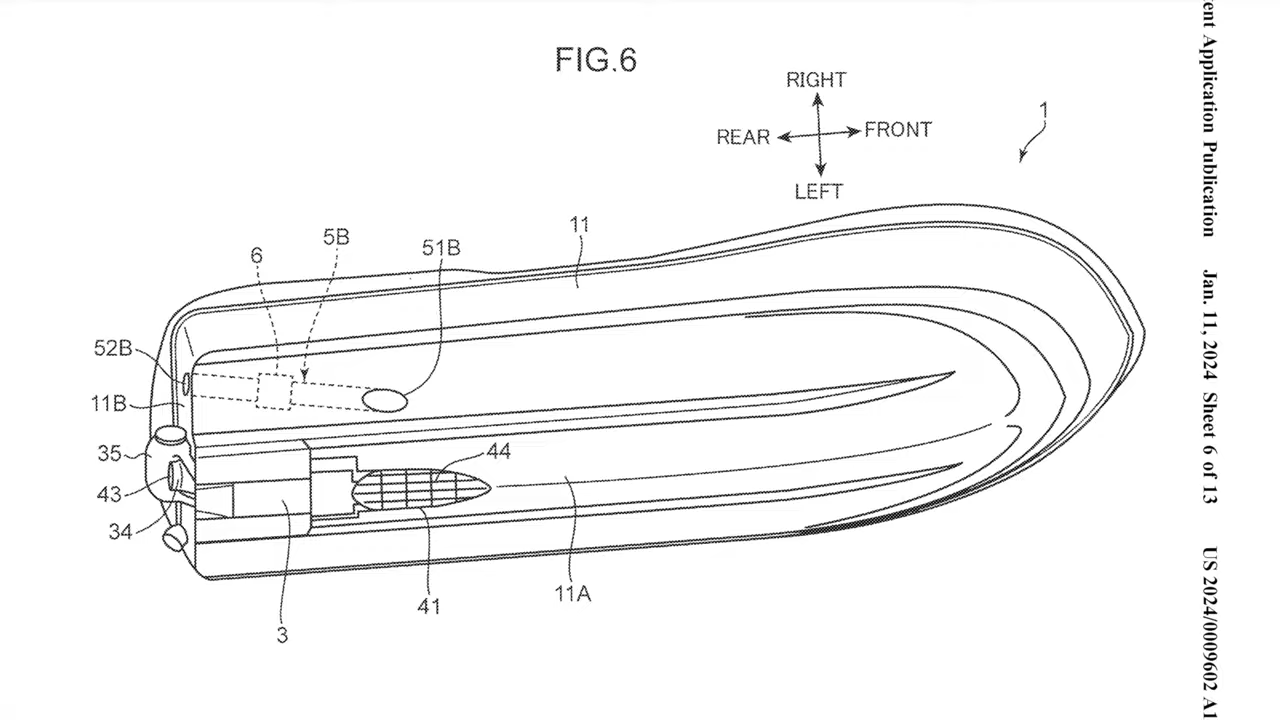 FIG.6
RIGHT
REAR
FRONT
LEFT
1
11
5B
51B
6
52B
11B
35
44
43
34
11A
41
3
ent Application Publication Jan. 11, 2024 Sheet 6 of 13 US 2024/0009602 A1